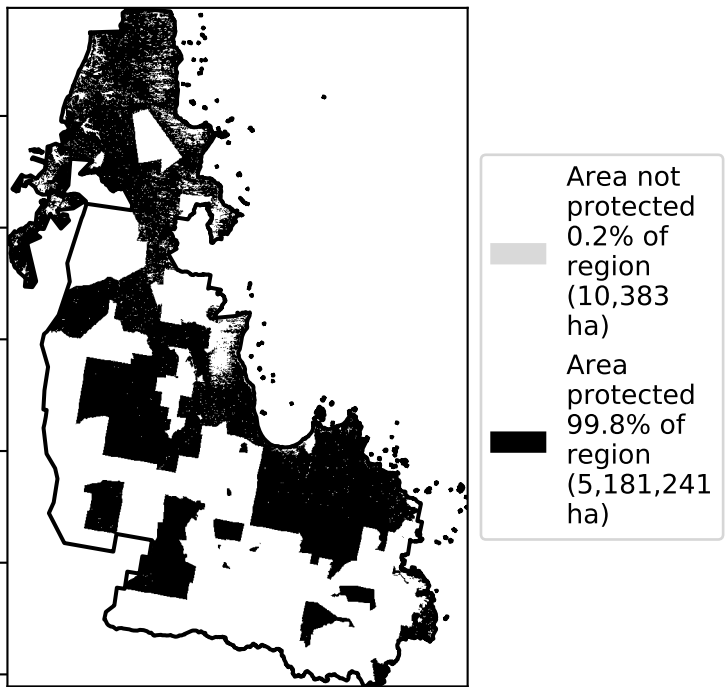 Area not
protected
0.2% of
region
(10,383
ha)
Area
protected
99.8% of
region
(5,181,241
ha)